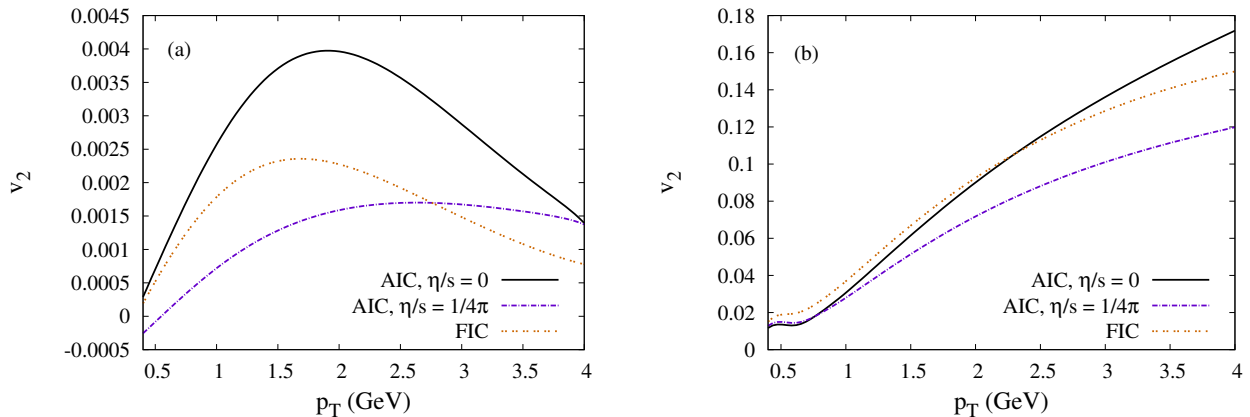 0.0045
0.004
0.0035
0.003
0.0025
0.002
0.0015
0.001
0.0005
0
-0.0005
v2
(a)
AIC, η/s = 0
AIC, η/s = 1/4π
FIC
0.5 1 1.5 2 2.5 3 3.5 4
pT (GeV)
0.18
0.16
0.14
0.12
0.1
0.08
0.06
0.04
0.02
0
v2
(b)
AIC, η/s = 0
AIC, η/s = 1/4π
FIC
0.5 1 1.5 2 2.5 3 3.5 4
pT (GeV)